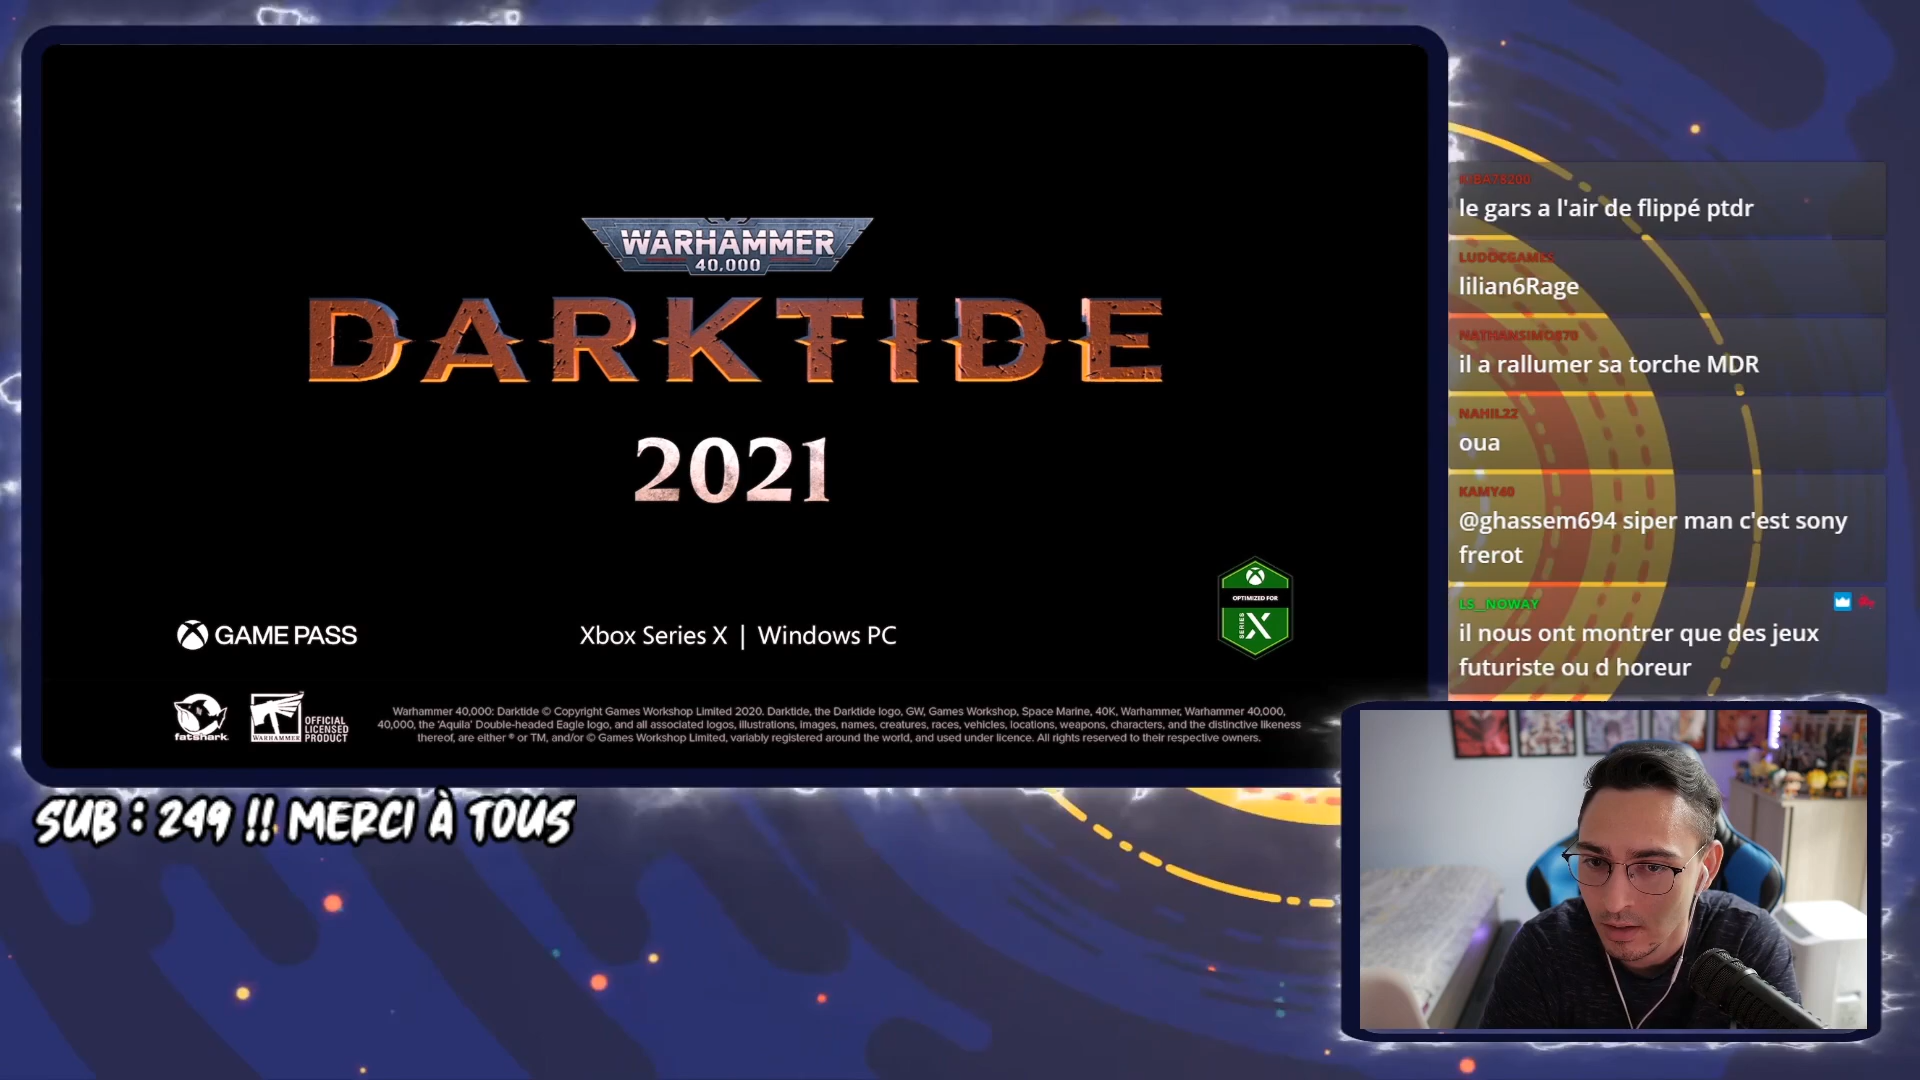 WARHAMMER
40,000
DARKTIDE
2021
GAME PASS
Xbox Series X | Windows PC
OPTIMIZED FOR
SERIES X
fatshark
WARHAMMER
OFFICIAL
LICENSED
PRODUCT
Warhammer 40,000: Darktide © Copyright Games Workshop Limited 2020. Darktide, the Darktide logo, GW, Games Workshop, Space Marine, 40K, Warhammer, Warhammer 40,000,
40,000, the 'Aquila' Double-headed Eagle logo, and all associated logos, illustrations, images, names, creatures, races, vehicles, locations, weapons, characters, and the distinctive likeness
thereof, are either ® or TM, and/or © Games Workshop Limited, variably registered around the world, and used under licence. All rights reserved to their respective owners.
SUB : 249 !! MERCI À TOUS
le gars a l'air de flippé ptdr
lilian6Rage
il a rallumer sa torche MDR
NAHIL22
oua
KAMY40
@ghassem694 siper man c'est sony
frerot
LS_NOWAY
il nous ont montrer que des jeux
futuriste ou d horeur